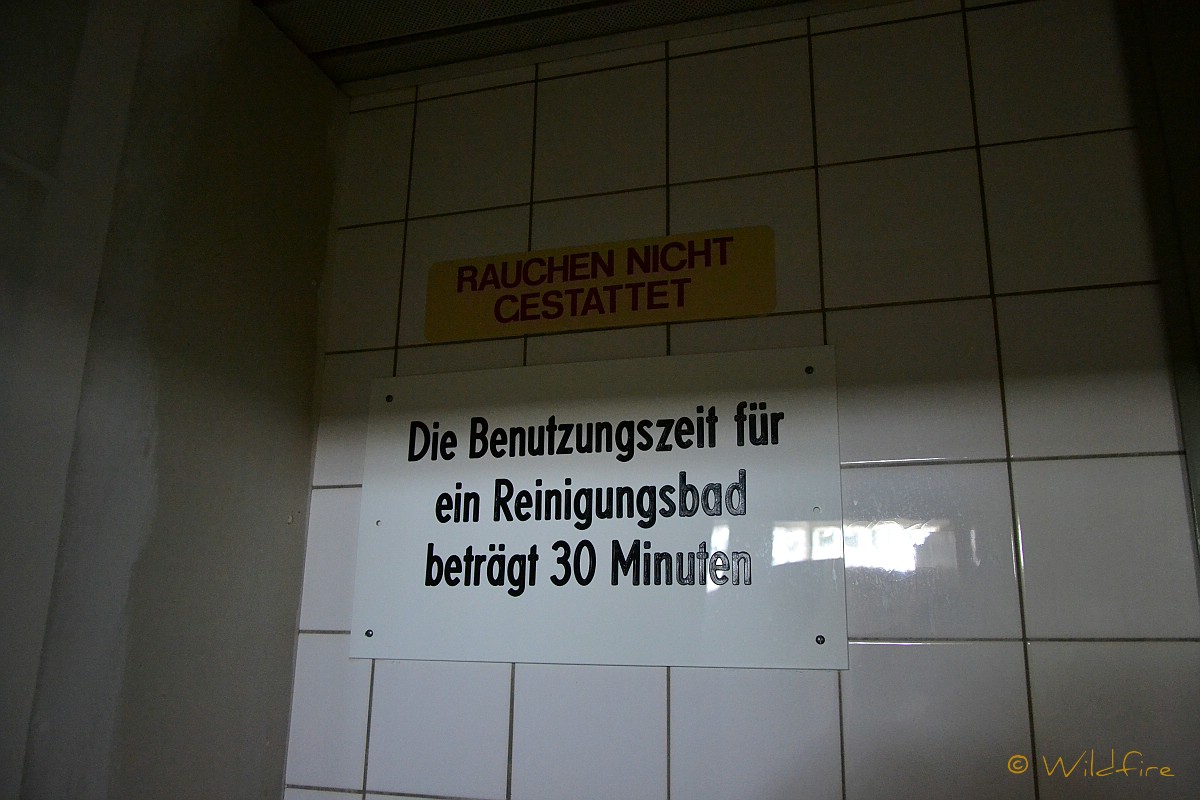 RAUCHEN NICHT
GESTATTET
Die Benutzungszeit für
ein Reinigungsbad
beträgt 30 Minuten
© Wildfire